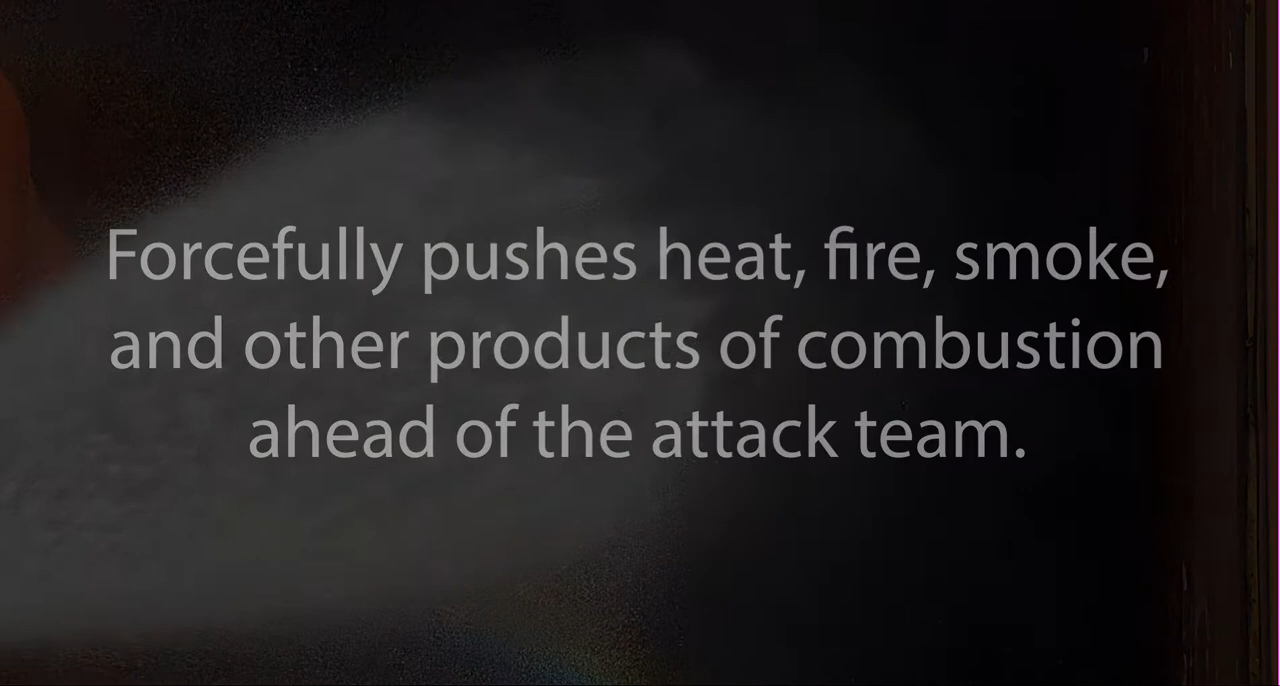 Forcefully pushes heat, fire, smoke,
and other products of combustion
ahead of the attack team.